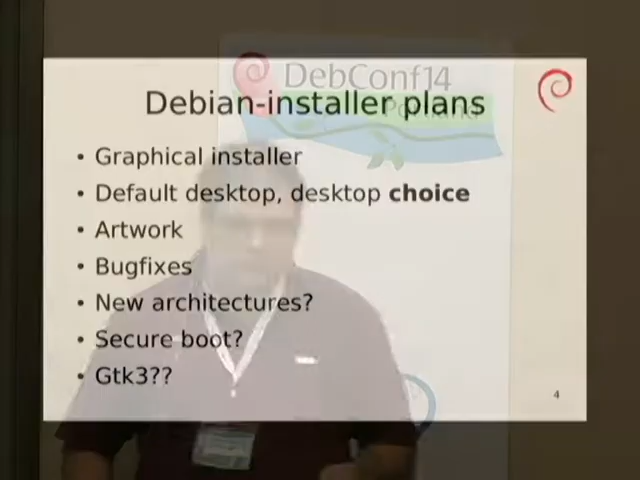 DebConf14
Debian-installer plans
• Graphical installer
• Default desktop, desktop choice
• Artwork
• Bugfixes
• New architectures?
• Secure boot?
• Gtk3??
4